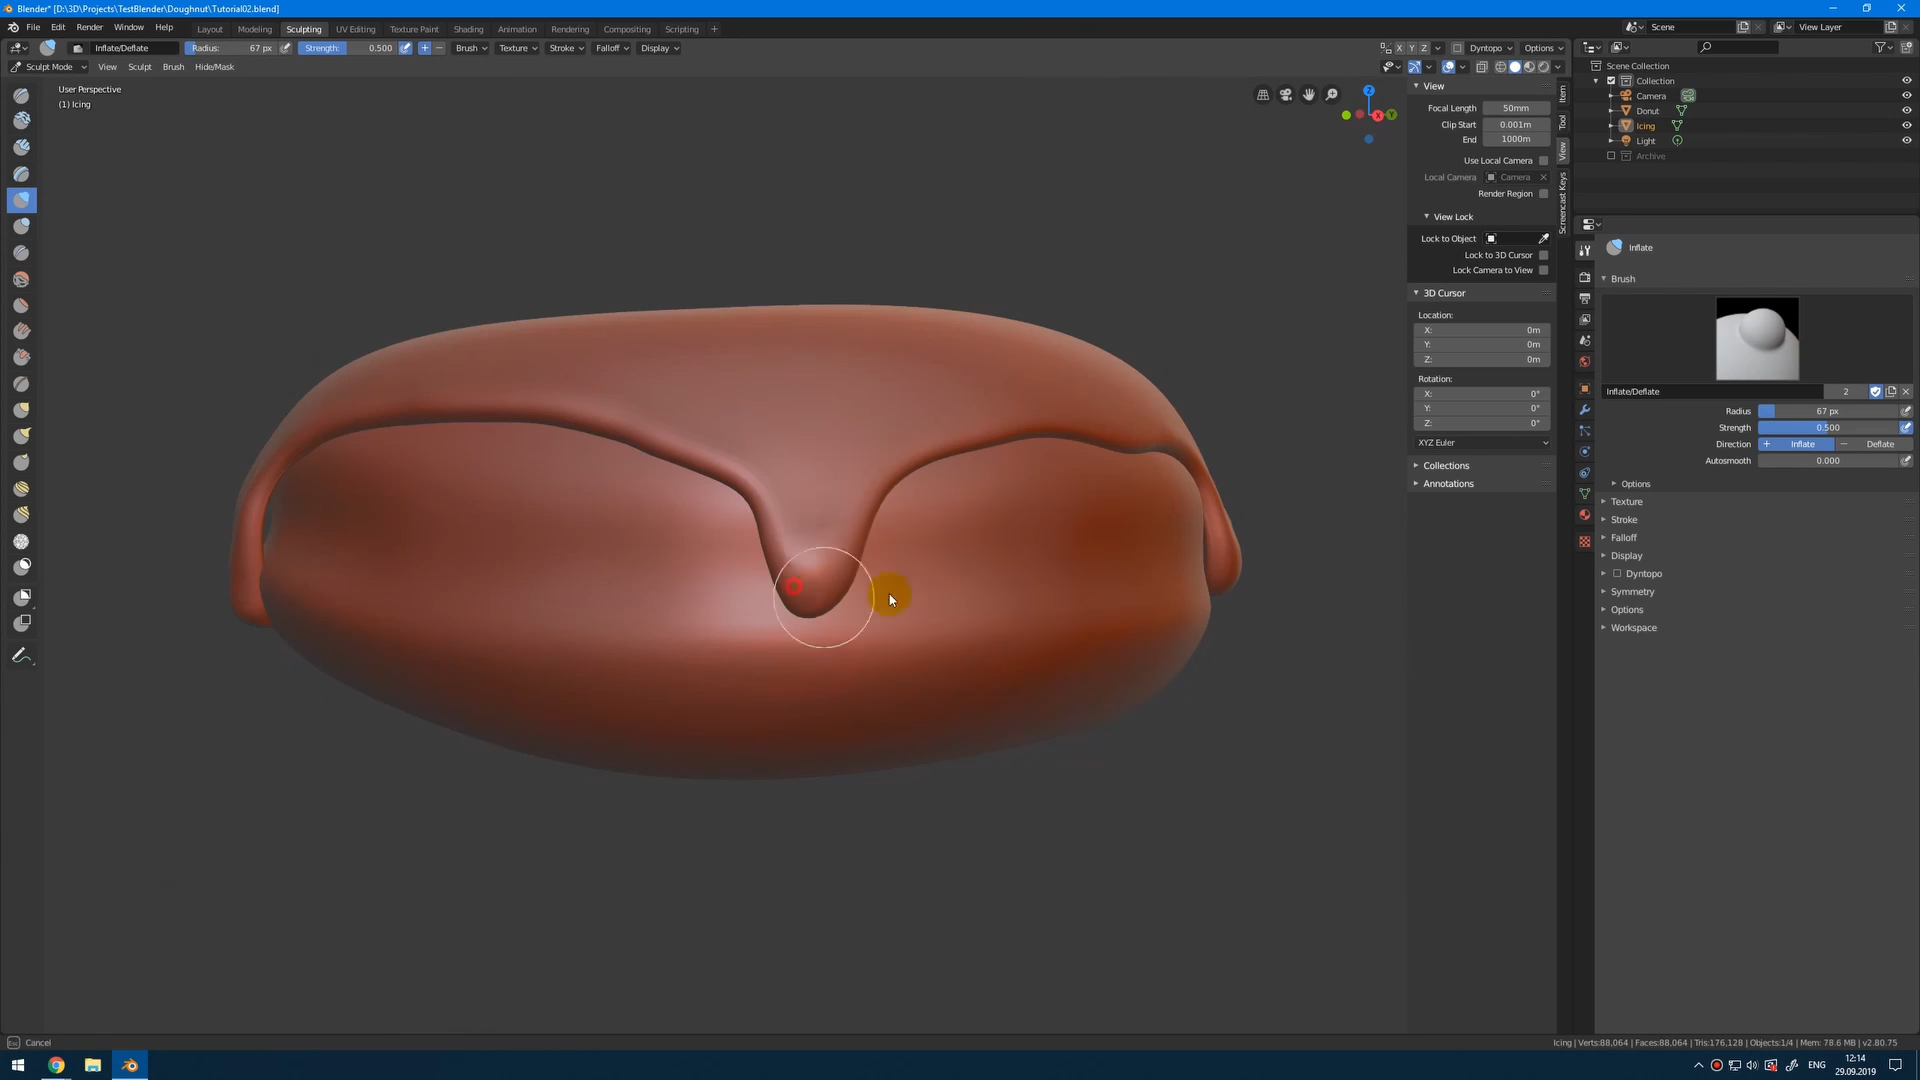 Blender* [D:\3D\Projects\TestBlender\Doughnut\Tutorial02.blend]
File Edit Render Window Help Layout Modeling Sculpting UV Editing Texture Paint Shading Animation Rendering Compositing Scripting + Scene View Layer
Inflate/Deflate Radius: 67 px Strength: 0.500 + − Brush Texture Stroke Falloff Display X Y Z Dyntopo Options
Sculpt Mode View Sculpt Brush Hide/Mask
User Perspective
(1) Icing
Z
X
Y
View
Focal Length 50mm
Clip Start 0.001m
End 1000m
Use Local Camera
Local Camera Camera
Render Region
View Lock
Lock to Object
Lock to 3D Cursor
Lock Camera to View
3D Cursor
Location:
X: 0m
Y: 0m
Z: 0m
Rotation:
X: 0°
Y: 0°
Z: 0°
XYZ Euler
Collections
Annotations
Item
Tool
View
Screencast Keys
Scene Collection
Collection
Camera
Donut
Icing
Light
Archive
Inflate
Brush
Inflate/Deflate 2
Radius 67 px
Strength 0.500
Direction + Inflate − Deflate
Autosmooth 0.000
Options
Texture
Stroke
Falloff
Display
Dyntopo
Symmetry
Options
Workspace
Esc Cancel
Icing | Verts:88,064 | Faces:88,064 | Tris:176,128 | Objects:1/4 | Mem: 78.6 MB | v2.80.75
ENG
12:14
29.09.2019